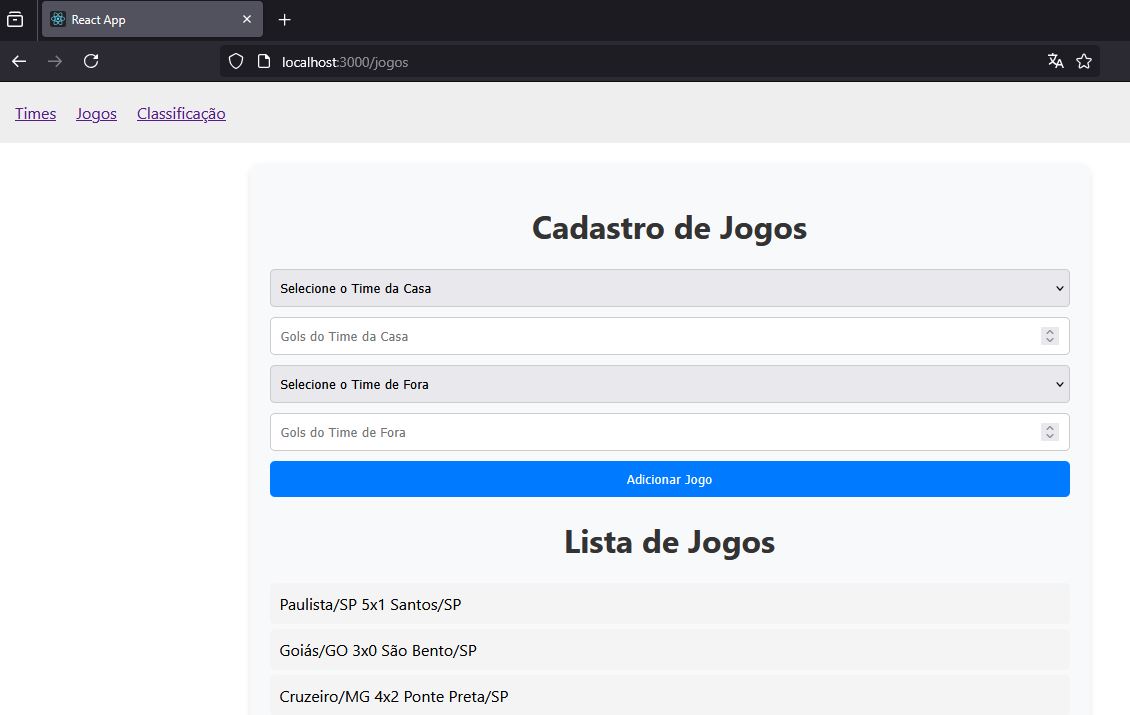 React App
localhost:3000/jogos
Times Jogos Classificação
Cadastro de Jogos
Selecione o Time da Casa
Gols do Time da Casa
Selecione o Time de Fora
Gols do Time de Fora
Adicionar Jogo
Lista de Jogos
Paulista/SP 5x1 Santos/SP
Goiás/GO 3x0 São Bento/SP
Cruzeiro/MG 4x2 Ponte Preta/SP